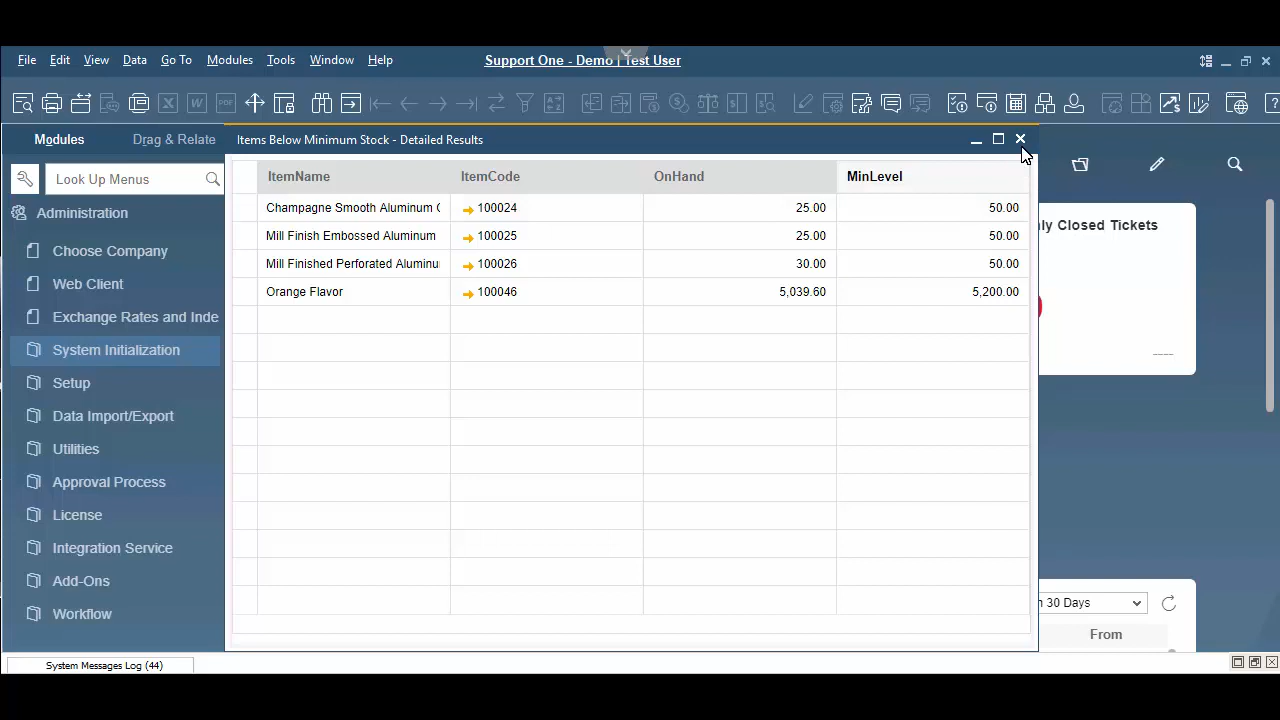 File Edit View Data Go To Modules Tools Window Help
Support One - Demo | Test User
Modules Drag & Relate
Look Up Menus
Administration
Choose Company
Web Client
Exchange Rates and Inde
System Initialization
Setup
Data Import/Export
Utilities
Approval Process
License
Integration Service
Add-Ons
Workflow
Items Below Minimum Stock - Detailed Results
ItemName ItemCode OnHand MinLevel
Champagne Smooth Aluminum 100024 25.00 50.00
Mill Finish Embossed Aluminum 100025 25.00 50.00
Mill Finished Perforated Aluminu 100026 30.00 50.00
Orange Flavor 100046 5,039.60 5,200.00
nly Closed Tickets
30 Days
From
System Messages Log (44)